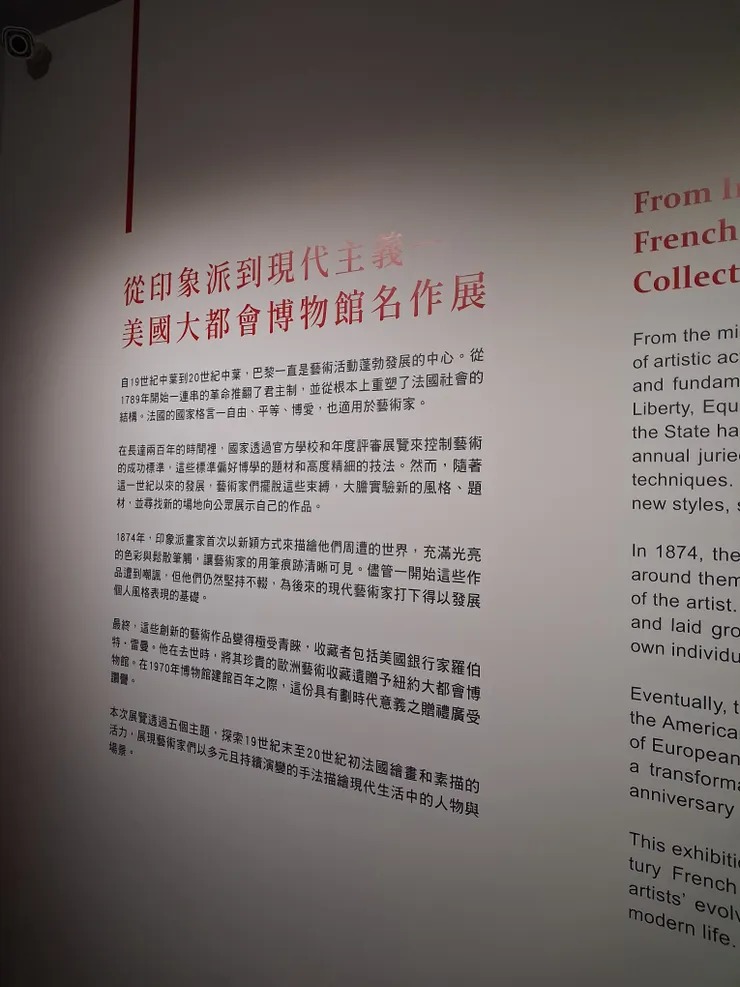 從印象派到現代主義—
美國大都會博物館名作展
自19世紀中葉到20世紀中葉，巴黎一直是藝術活動蓬勃發展的中心。從
1789年開始一連串的革命推翻了君主制，並從根本上重塑了法國社會的
結構。法國的國家格言—自由、平等、博愛，也適用於藝術家。
在長達兩百年的時間裡，國家透過官方學校和年度評審展覽來控制藝術
的成功標準，這些標準偏好博學的題材和高度精細的技法。然而，隨著
這一世紀以來的發展，藝術家們擺脫這些束縛，大膽實驗新的風格、題
材，並尋找新的場地向公眾展示自己的作品。
1874年，印象派畫家首次以新穎方式來描繪他們周遭的世界，充滿光亮
的色彩與鬆散筆觸，讓藝術家的用筆痕跡清晰可見。儘管一開始這些作
品遭到嘲諷，但他們仍然堅持不輟，為後來的現代藝術家打下得以發展
個人風格表現的基礎。
最終，這些創新的藝術作品變得極受青睞，收藏者包括美國銀行家羅伯
特·雷曼。他在去世時，將其珍貴的歐洲藝術收藏遺贈予紐約大都會博
物館。在1970年博物館建館百年之際，這份具有劃時代意義之贈禮廣受
讚譽。
本次展覽透過五個主題，探索19世紀末至20世紀初法國繪畫和素描的
活力，展現藝術家們以多元且持續演變的手法描繪現代生活中的人物與
場景。
From I
French
Collect
From the mi
of artistic ac
and fundam
Liberty, Equ
the State ha
annual jurie
techniques.
new styles, s
In 1874, the
around them
of the artist.
and laid gro
own individu
Eventually, t
the America
of European
a transforma
anniversary
This exhibiti
tury French
artists' evolv
modern life.